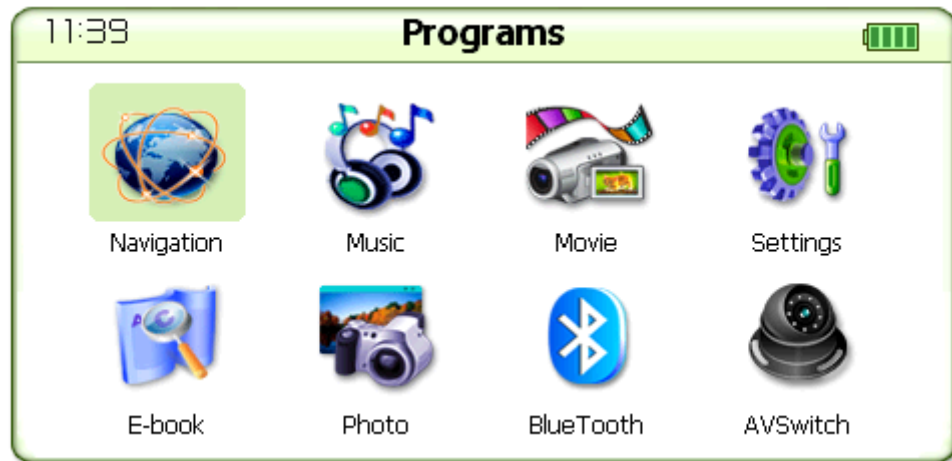 11:39
Programs
Navigation
Music
Movie
Settings
E-book
Photo
BlueTooth
AVSwitch